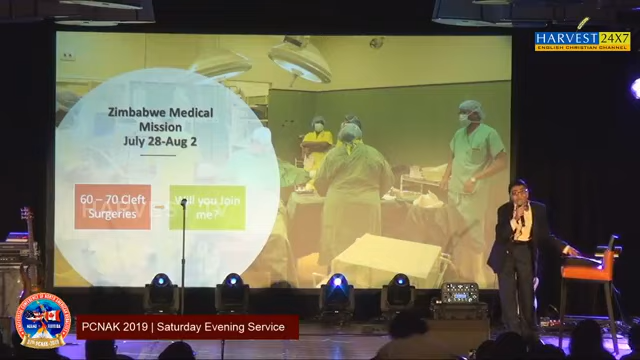 HARVEST 24X7
ENGLISH CHRISTIAN CHANNEL
Zimbabwe Medical
Mission
July 28-Aug 2
60 – 70 Cleft
Surgeries
Will you Join
me?
HARVEST
PCNAK 2019 | Saturday Evening Service